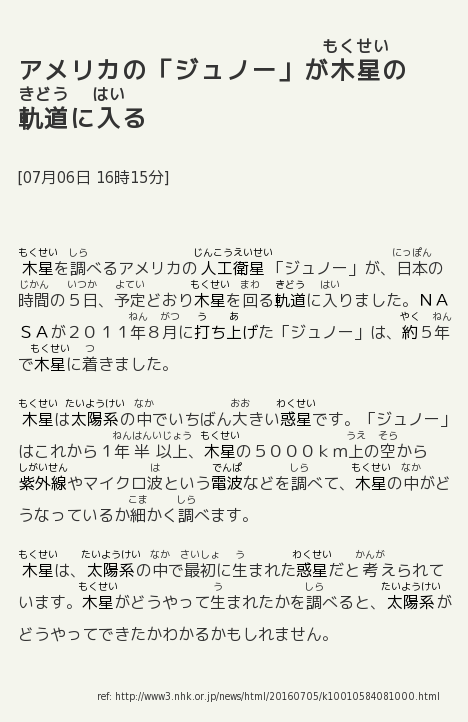 アメリカの「ジュノー」が木星の
軌道に入る
[07月06日 16時15分]
木星を調べるアメリカの人工衛星「ジュノー」が、日本の
時間の５日、予定どおり木星を回る軌道に入りました。ＮＡ
ＳＡが２０１１年８月に打ち上げた「ジュノー」は、約５年
で木星に着きました。
木星は太陽系の中でいちばん大きい惑星です。「ジュノー」
はこれから１年半以上、木星の５０００ｋｍ上の空から
紫外線やマイクロ波という電波などを調べて、木星の中がど
うなっているか細かく調べます。
木星は、太陽系の中で最初に生まれた惑星だと考えられて
います。木星がどうやって生まれたかを調べると、太陽系が
どうやってできたかわかるかもしれません。
ref: http://www3.nhk.or.jp/news/html/20160705/k10010584081000.html